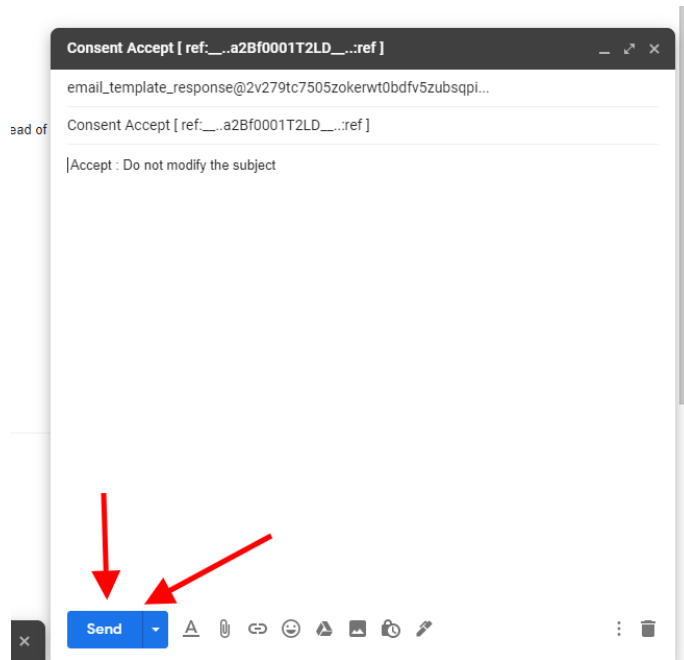 Consent Accept [ ref:__..a2Bf0001T2LD__..:ref ]
email_template_response@2v279tc7505zokerwt0bdfv5zubsqpi...
ead of
Consent Accept [ ref:__..a2Bf0001T2LD__..:ref ]
Accept : Do not modify the subject
Send